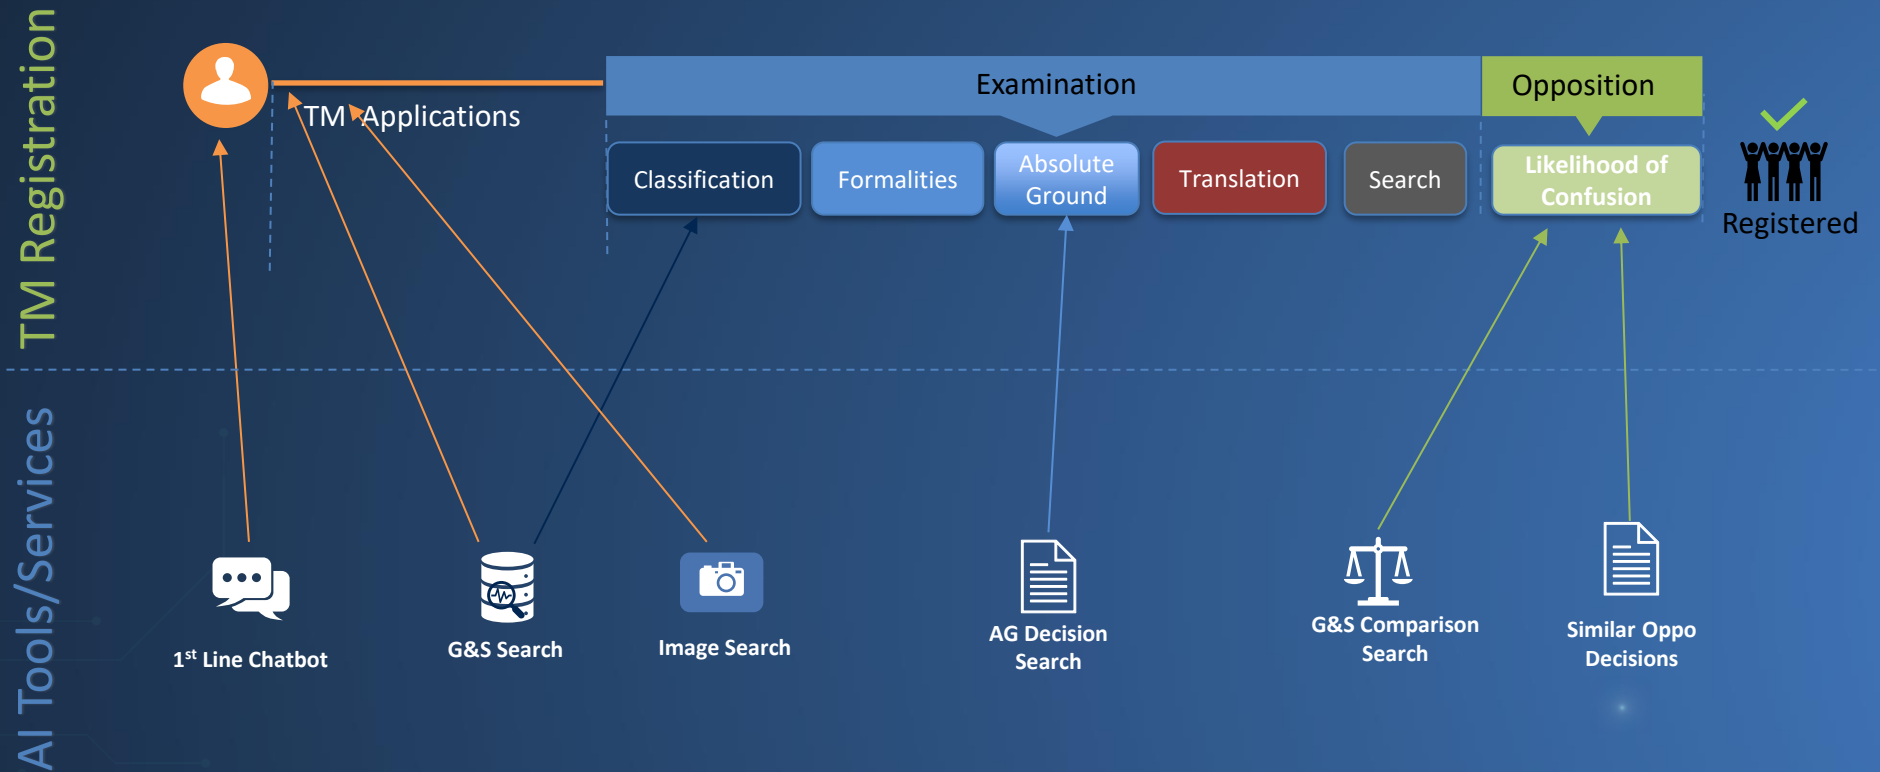 TM Registration
Examination
Opposition
TM Applications
Classification
Formalities
Absolute
Ground
Translation
Search
Likelihood of
Confusion
Registered
AI Tools/Services
1st Line Chatbot
G&S Search
Image Search
AG Decision
Search
G&S Comparison
Search
Similar Oppo
Decisions